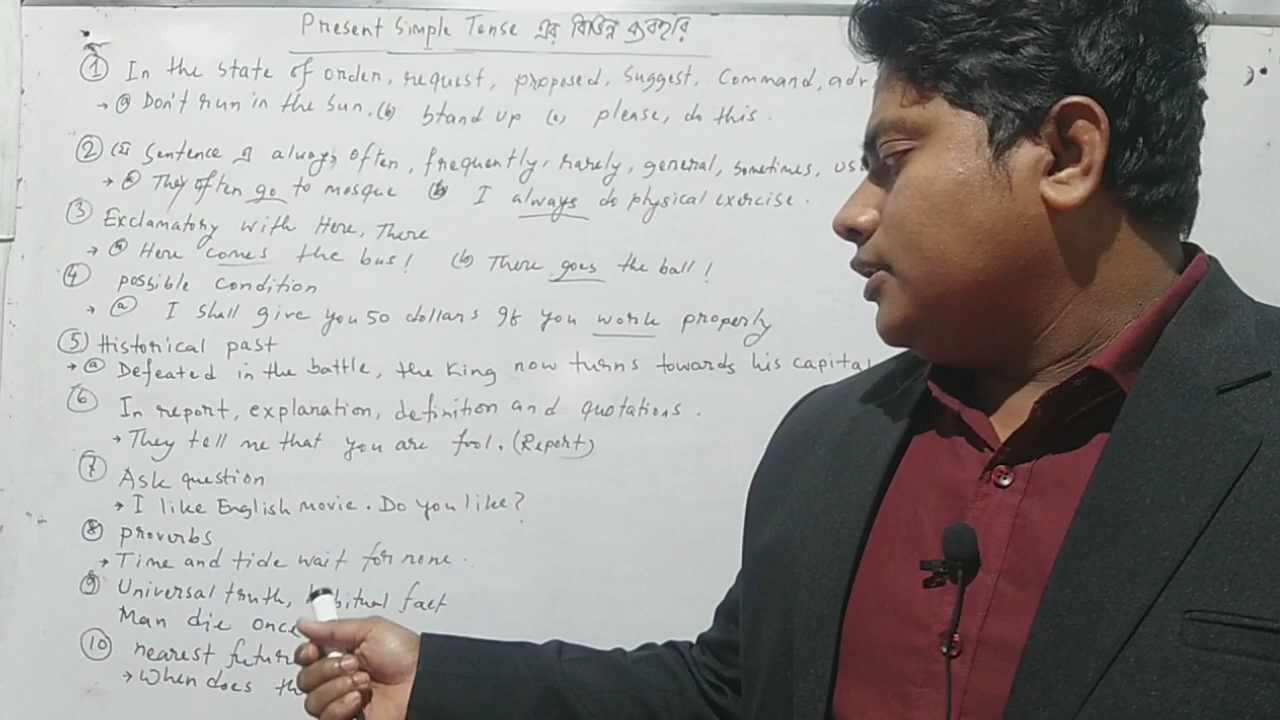 Present Simple Tense এর বিভিন্ন ব্যবহার
① In the state of order, request, proposed, suggest, Command, adr
→ ⓐ Don't run in the sun. (b) Stand up (c) please, do this.
② যে Sentence এ always, often, frequently, rarely, general, sometimes, us
→ ⓐ They often go to mosque ⓑ I always do physical exercise.
③ Exclamatory with Here, There
→ ⓐ Here comes the bus! (b) There goes the ball!
④ possible condition
→ ⓐ I shall give you 50 dollars If you work properly
⑤ Historical past
→ ⓐ Defeated in the battle, the King now turns towards his capital
⑥ In report, explanation, definition and quotations.
→ They tell me that you are fool. (Report)
⑦ Ask question
→ I like English movie. Do you like?
⑧ proverbs
→ Time and tide wait for none.
⑨ Universal truth, habitual fact
Man die once
⑩ nearest futur
→ When does th